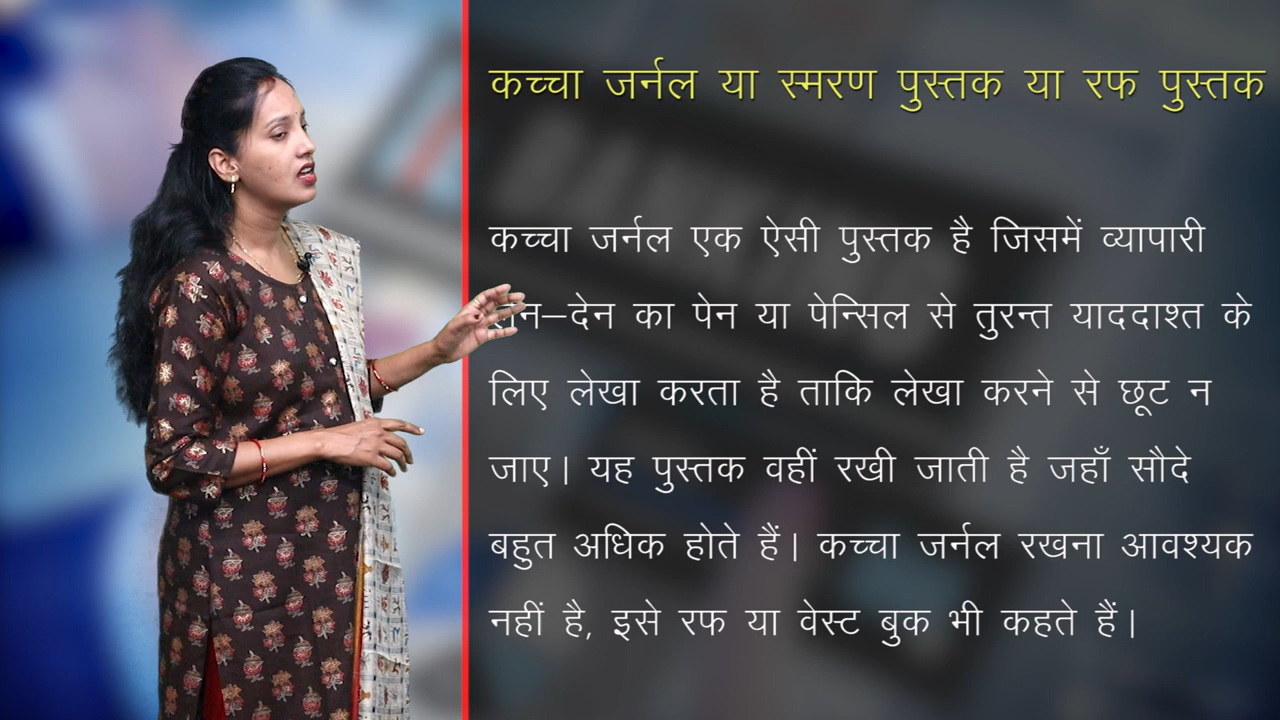 कच्चा जर्नल या स्मरण पुस्तक या रफ पुस्तक
कच्चा जर्नल एक ऐसी पुस्तक है जिसमें व्यापारी
देन का पेन या पेन्सिल से तुरन्त याददाश्त के
लिए लेखा करता है ताकि लेखा करने से छूट न
जाए। यह पुस्तक वहीं रखी जाती है जहाँ सौदे
बहुत अधिक होते हैं। कच्चा जर्नल रखना आवश्यक
नहीं है, इसे रफ या वेस्ट बुक भी कहते हैं।